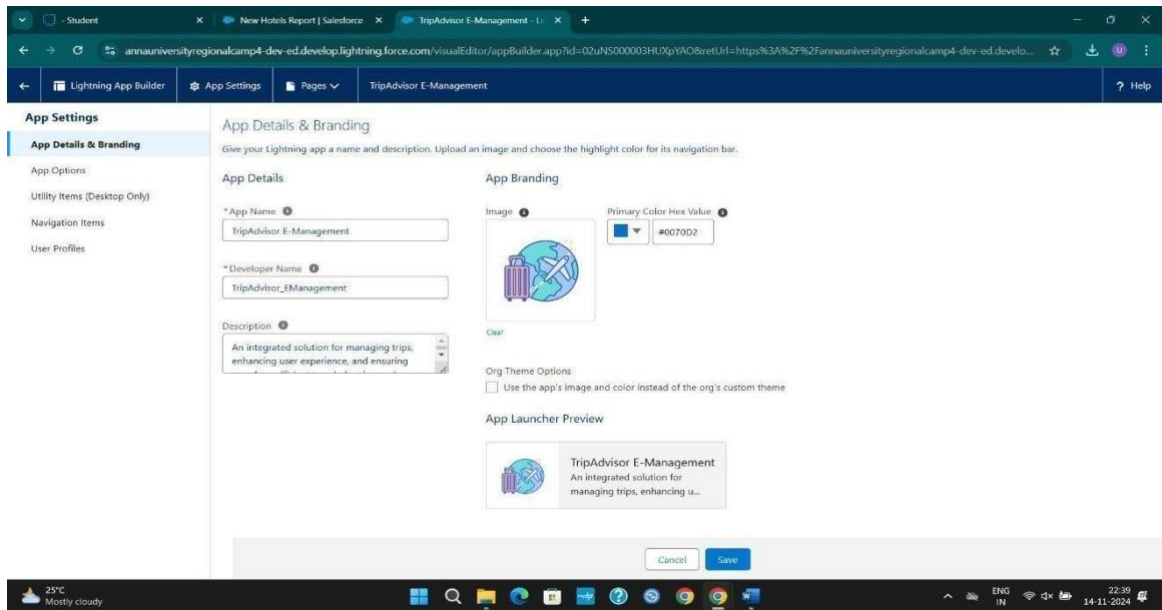 - Student
New Hotels Report | Salesforce
TripAdvisor E-Management - Li
annauniversityregionalcamp4-dev-ed.develop.lightning.force.com/visualEditor/appBuilder.app?id=02uNS000003HUXpYAO&retUrl=https%3A%2F%2Fannauniversityregionalcamp4-dev-ed.develo...
U
Lightning App Builder
App Settings
Pages
TripAdvisor E-Management
? Help
App Settings
App Details & Branding
App Options
Utility Items (Desktop Only)
Navigation Items
User Profiles
App Details & Branding
Give your Lightning app a name and description. Upload an image and choose the highlight color for its navigation bar.
App Details
*App Name
TripAdvisor E-Management
*Developer Name
TripAdvisor_EManagement
Description
An integrated solution for managing trips,
enhancing user experience, and ensuring
App Branding
Image
Primary Color Hex Value
#0070D2
Clear
Org Theme Options
Use the app's image and color instead of the org's custom theme
App Launcher Preview
TripAdvisor E-Management
An integrated solution for
managing trips, enhancing u...
Cancel
Save
25°C
Mostly cloudy
ENG
IN
22:39
14-11-2024